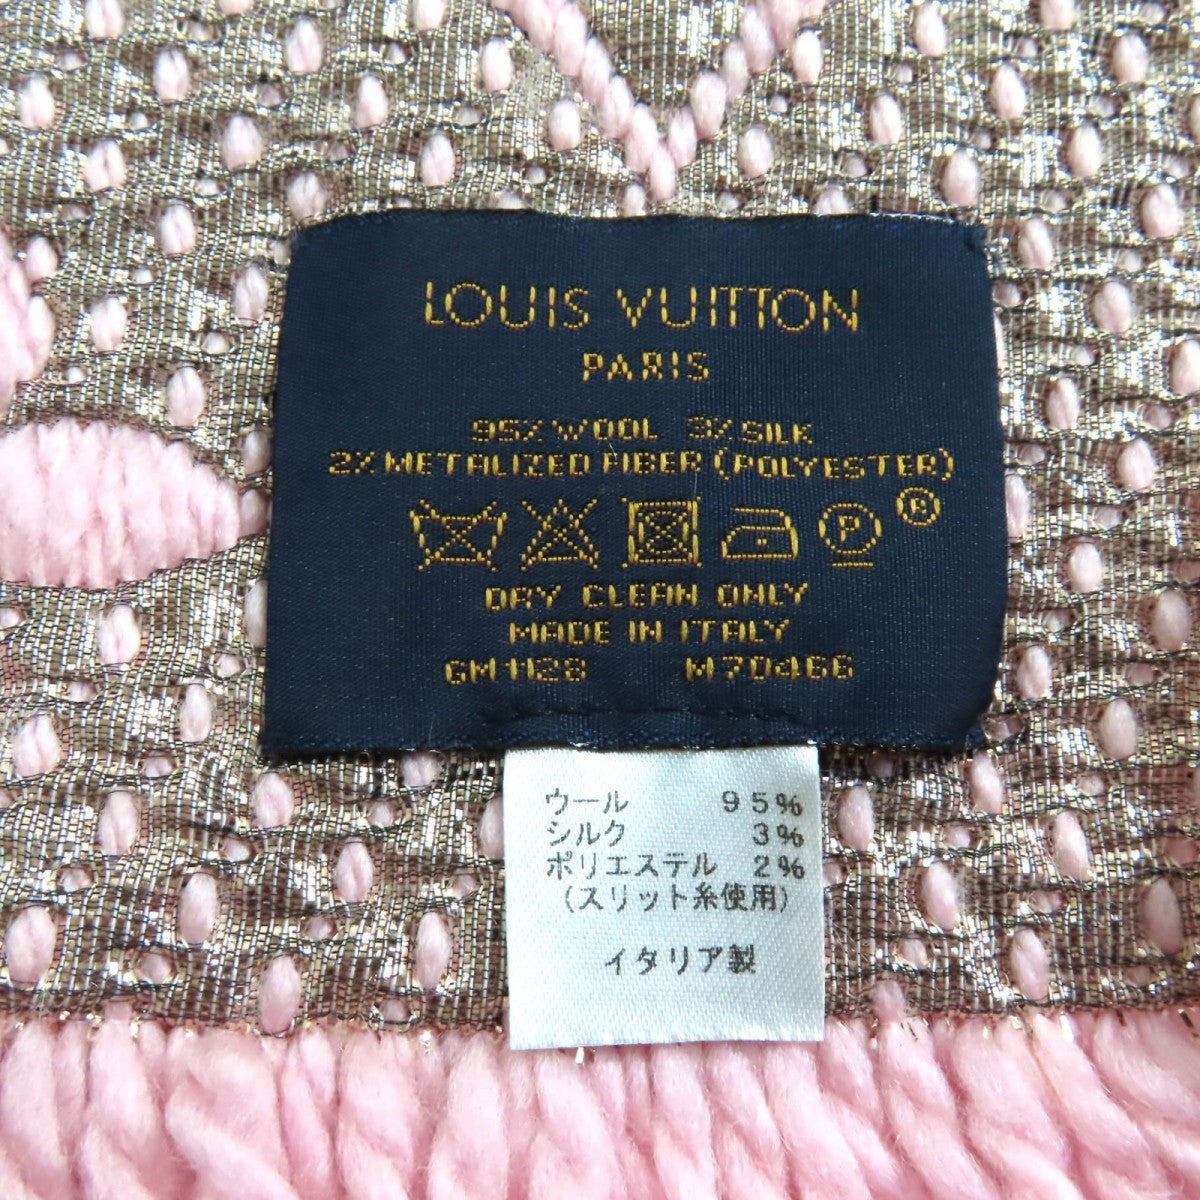 LOUIS VUITTON
PARIS
95% WOOL 3% SILK
2% METALIZED FIBER (POLYESTER)
P
R
DRY CLEAN ONLY
MADE IN ITALY
GM1128 M70466
ウール 95%
シルク 3%
ポリエステル 2%
(スリット糸使用)
イタリア製